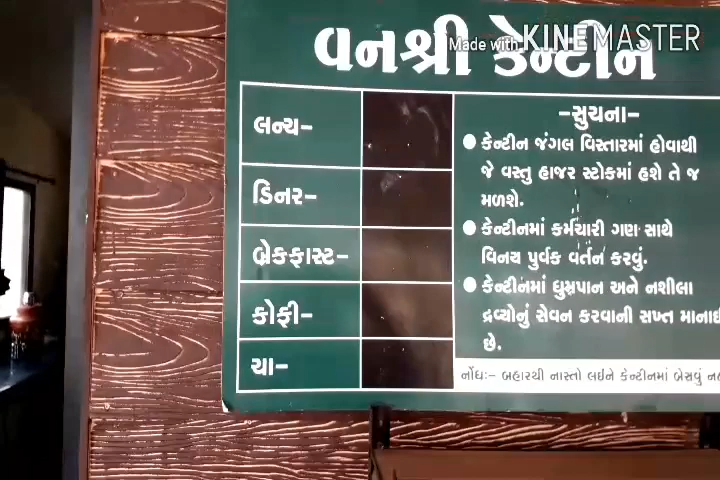 વનશ્રી કેન્ટીન
Made with KINEMASTER
લન્ચ-
ડિનર-
બ્રેકફાસ્ટ-
કોફી-
ચા-
-સુચના-
કેન્ટીન જંગલ વિસ્તારમાં હોવાથી
જે વસ્તુ હાજર સ્ટોકમાં હશે તે જ
મળશે.
કેન્ટીનમાં કર્મચારી ગણ સાથે
વિનય પુર્વક વર્તન કરવું.
કેન્ટીનમાં ધુમ્રપાન અને નશીલા
દ્રવ્યોનું સેવન કરવાની સખ્ત
છે.
નોંધઃ- બહારથી નાસ્તો લઈને કેન્ટીનમાં બેસવું